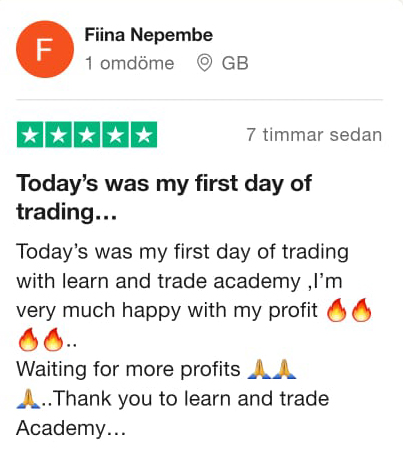 F
Fiina Nepembe
1 omdöme GB
7 timmar sedan
Today’s was my first day of
trading...
Today’s was my first day of trading
with learn and trade academy ,I’m
very much happy with my profit 🔥🔥
🔥🔥..
Waiting for more profits 🙏🙏
🙏..Thank you to learn and trade
Academy...